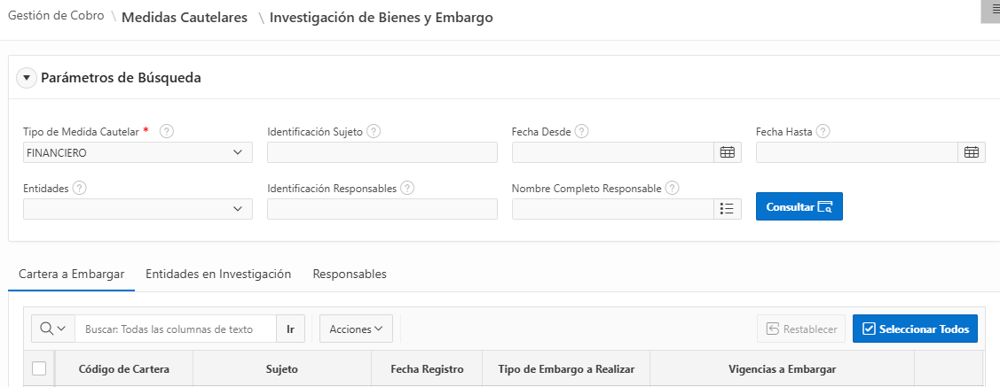 Gestión de Cobro \ Medidas Cautelares \ Investigación de Bienes y Embargo
Parámetros de Búsqueda
Tipo de Medida Cautelar * ? Identificación Sujeto ? Fecha Desde ? Fecha Hasta ?
FINANCIERO
Entidades ? Identificación Responsables ? Nombre Completo Responsable ?
Consultar
Cartera a Embargar Entidades en Investigación Responsables
Buscar: Todas las columnas de texto Ir Acciones Restablecer Seleccionar Todos
Código de Cartera Sujeto Fecha Registro Tipo de Embargo a Realizar Vigencias a Embargar